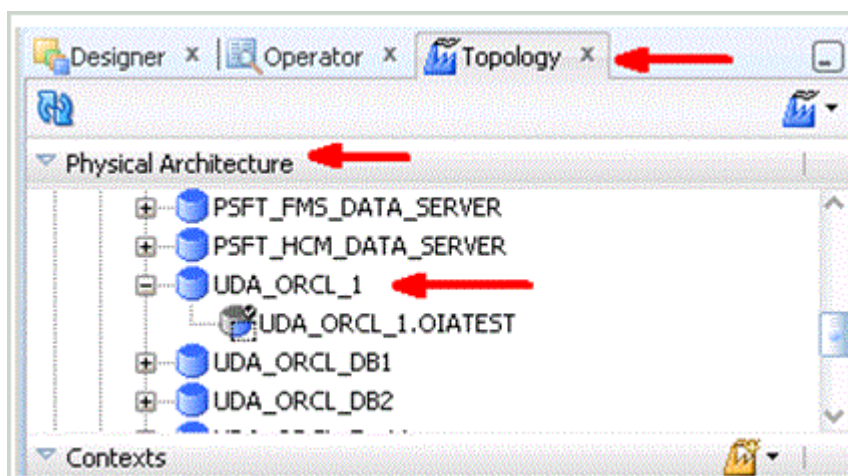 Designer Operator Topology
Physical Architecture
PSFT_FMS_DATA_SERVER
PSFT_HCM_DATA_SERVER
UDA_ORCL_1
UDA_ORCL_1.OIATEST
UDA_ORCL_DB1
UDA_ORCL_DB2
Contexts